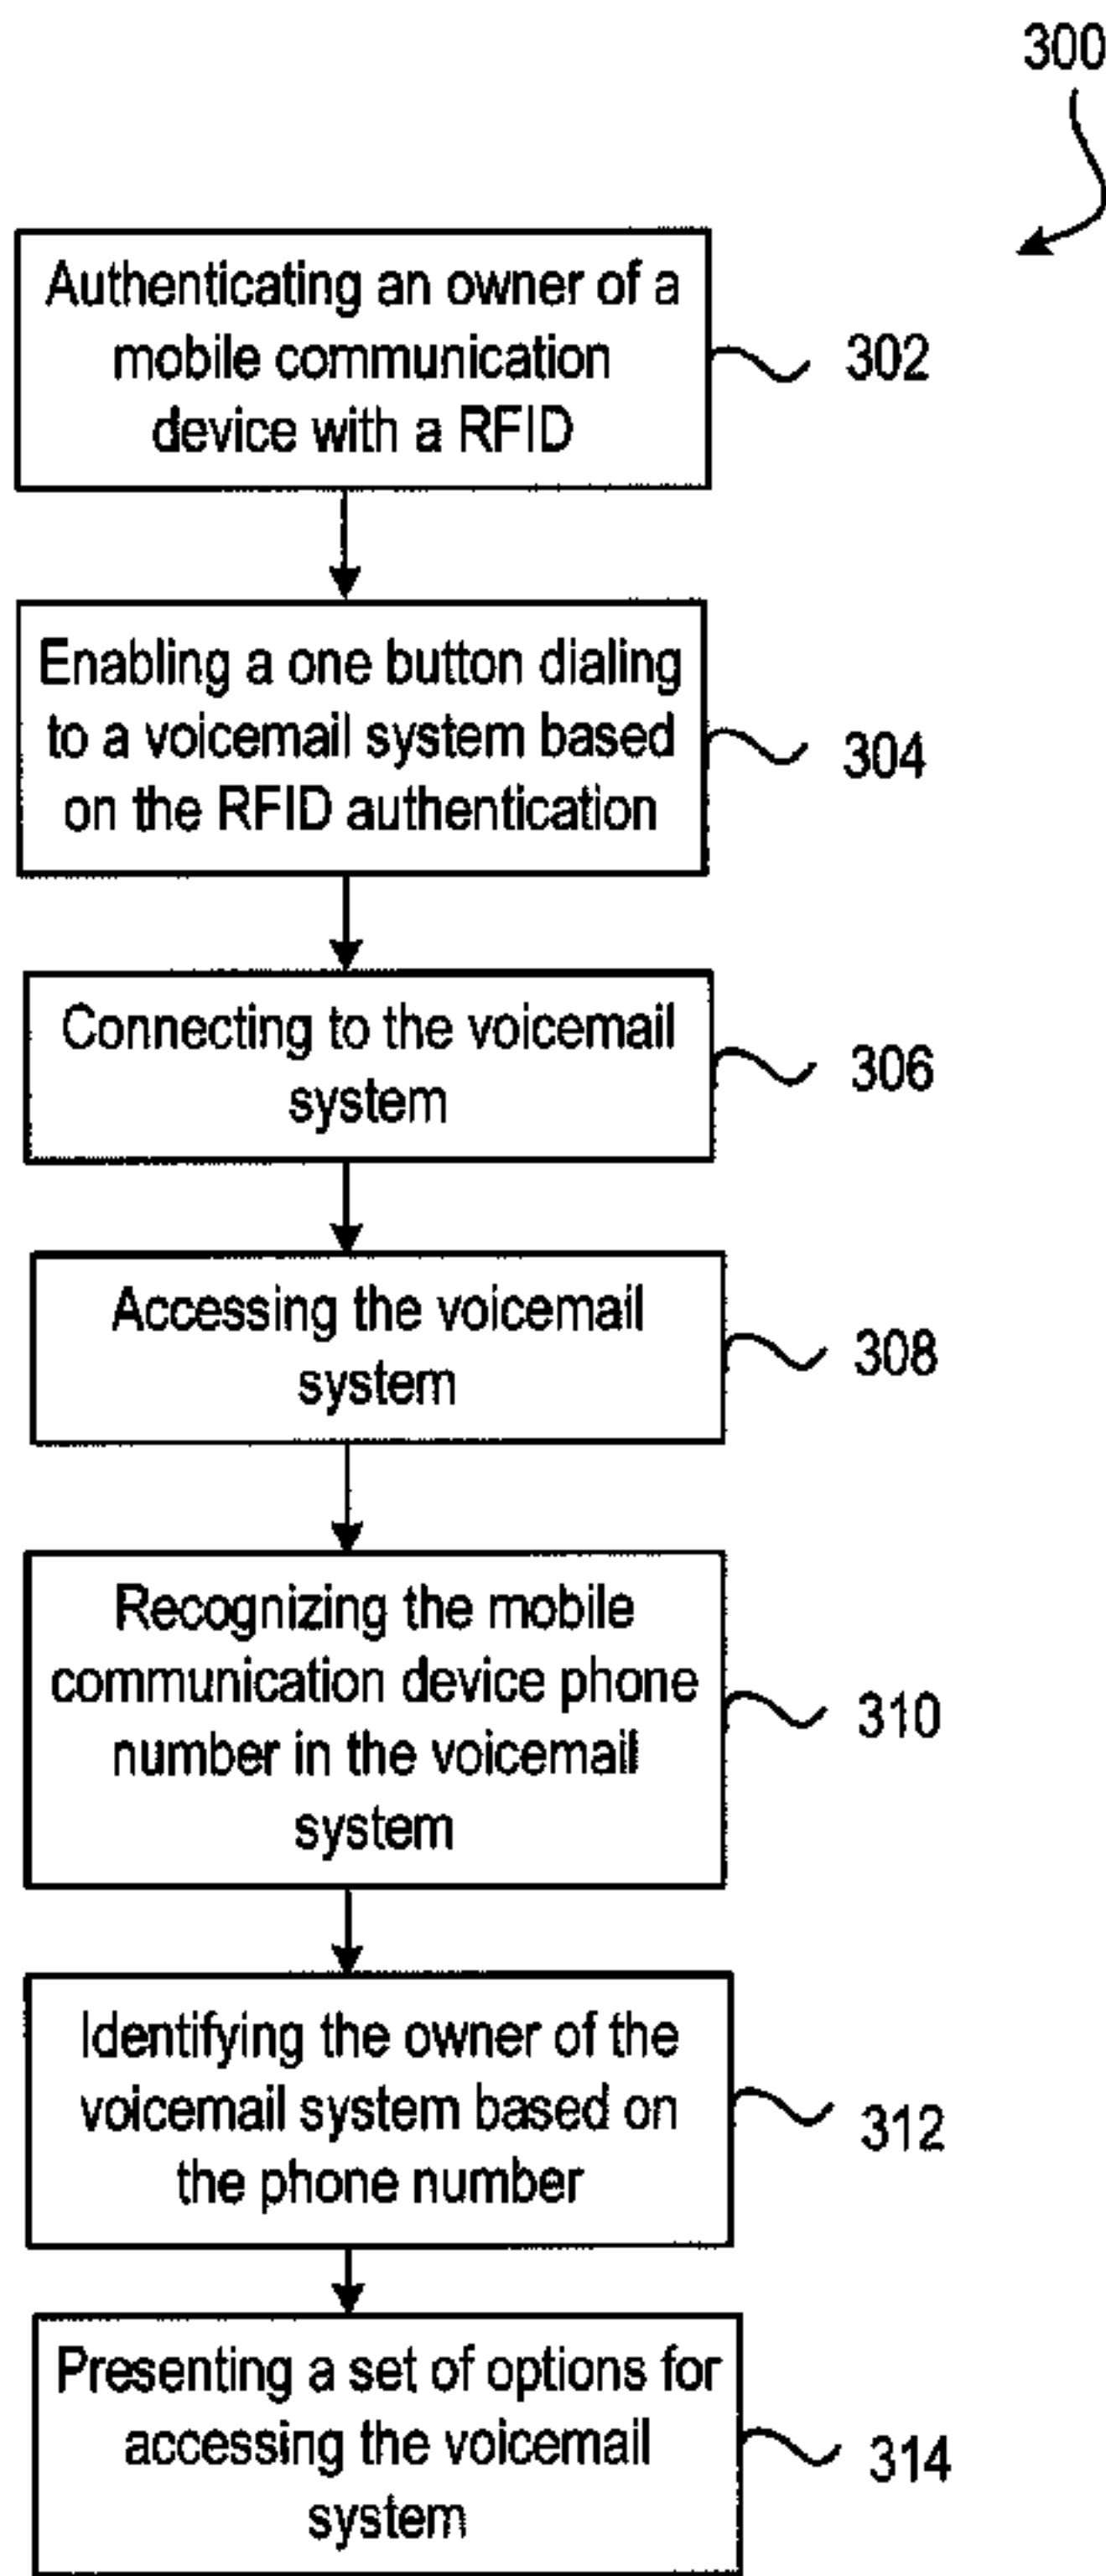 300
Authenticating an owner of a
mobile communication
device with a RFID
302
Enabling a one button dialing
to a voicemail system based
on the RFID authentication
304
Connecting to the voicemail
system
306
Accessing the voicemail
system
308
Recognizing the mobile
communication device phone
number in the voicemail
system
310
Identifying the owner of the
voicemail system based on
the phone number
312
Presenting a set of options for
accessing the voicemail
system
314